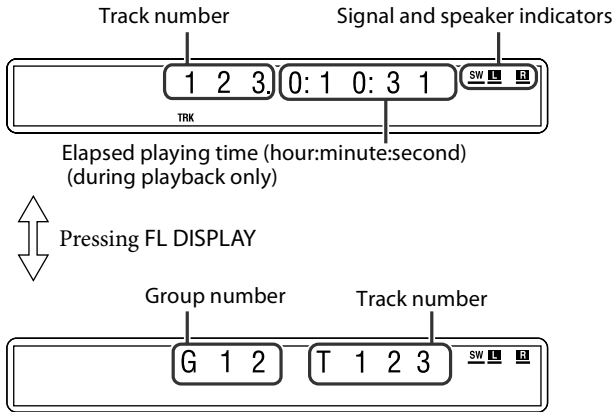 Track number Signal and speaker indicators
1 2 3. 0: 1 0: 3 1 SW L R
TRK
Elapsed playing time (hour:minute:second)
(during playback only)
Pressing FL DISPLAY
Group number Track number
G 1 2 T 1 2 3 SW L R